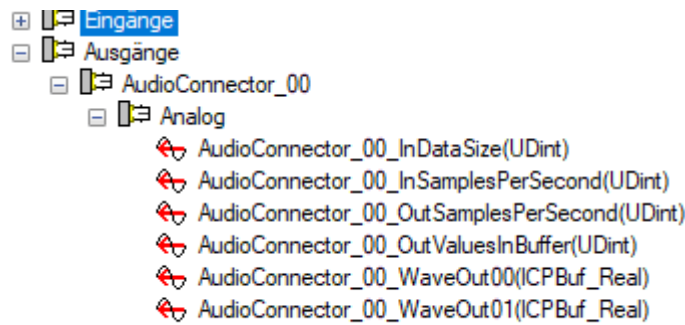 Eingänge
Ausgänge
AudioConnector_00
Analog
AudioConnector_00_InDataSize(UDint)
AudioConnector_00_InSamplesPerSecond(UDint)
AudioConnector_00_OutSamplesPerSecond(UDint)
AudioConnector_00_OutValuesInBuffer(UDint)
AudioConnector_00_WaveOut00(ICPBuf_Real)
AudioConnector_00_WaveOut01(ICPBuf_Real)